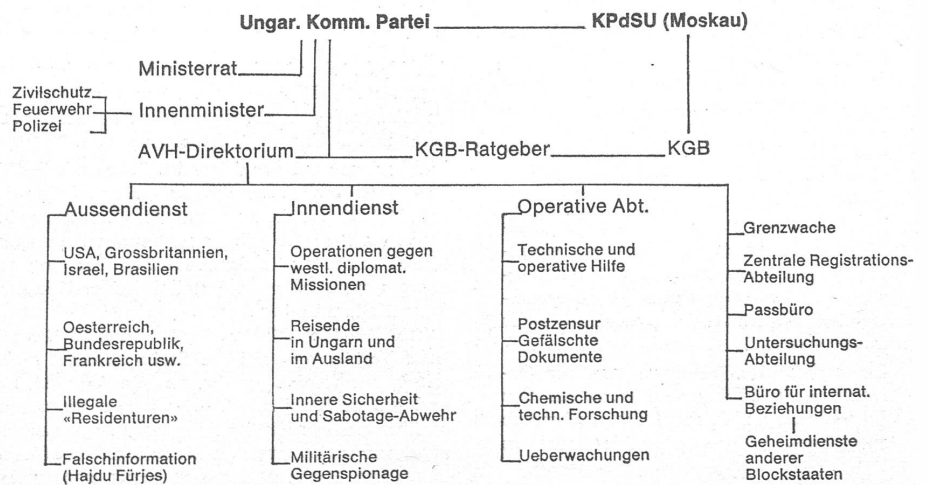 Ungar. Komm. Partei
KPdSU (Moskau)
Ministerrat
Zivilschutz
Feuerwehr
Polizei
Innenminister
AVH-Direktorium
KGB-Ratgeber
KGB
Aussendienst
USA, Grossbritannien,
Israel, Brasilien
Oesterreich,
Bundesrepublik,
Frankreich usw.
Illegale
«Residenturen»
Falschinformation
(Hajdu Fürjes)
Innendienst
Operationen gegen
westl. diplomat.
Missionen
Reisende
in Ungarn und
im Ausland
Innere Sicherheit
und Sabotage-Abwehr
Militärische
Gegenspionage
Operative Abt.
Technische und
operative Hilfe
Postzensur
Gefälschte
Dokumente
Chemische und
techn. Forschung
Ueberwachungen
Grenzwache
Zentrale Registrations-
Abteilung
Passbüro
Untersuchungs-
Abteilung
Büro für internat.
Beziehungen
Geheimdienste
anderer
Blockstaaten